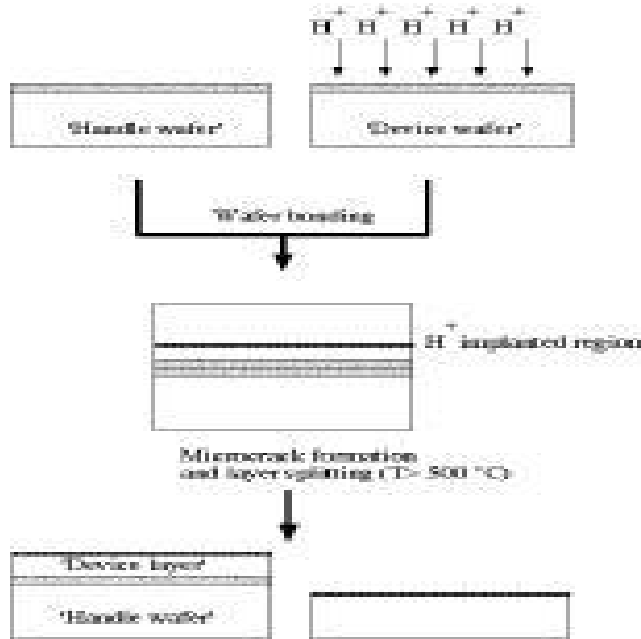 H+ H+ H+ H+ H+
'Handle wafer'
'Device wafer'
Wafer bonding
H+ implanted region
Microcrack formation
and layer splitting (T> 500 °C)
'Device layer'
'Handle wafer'